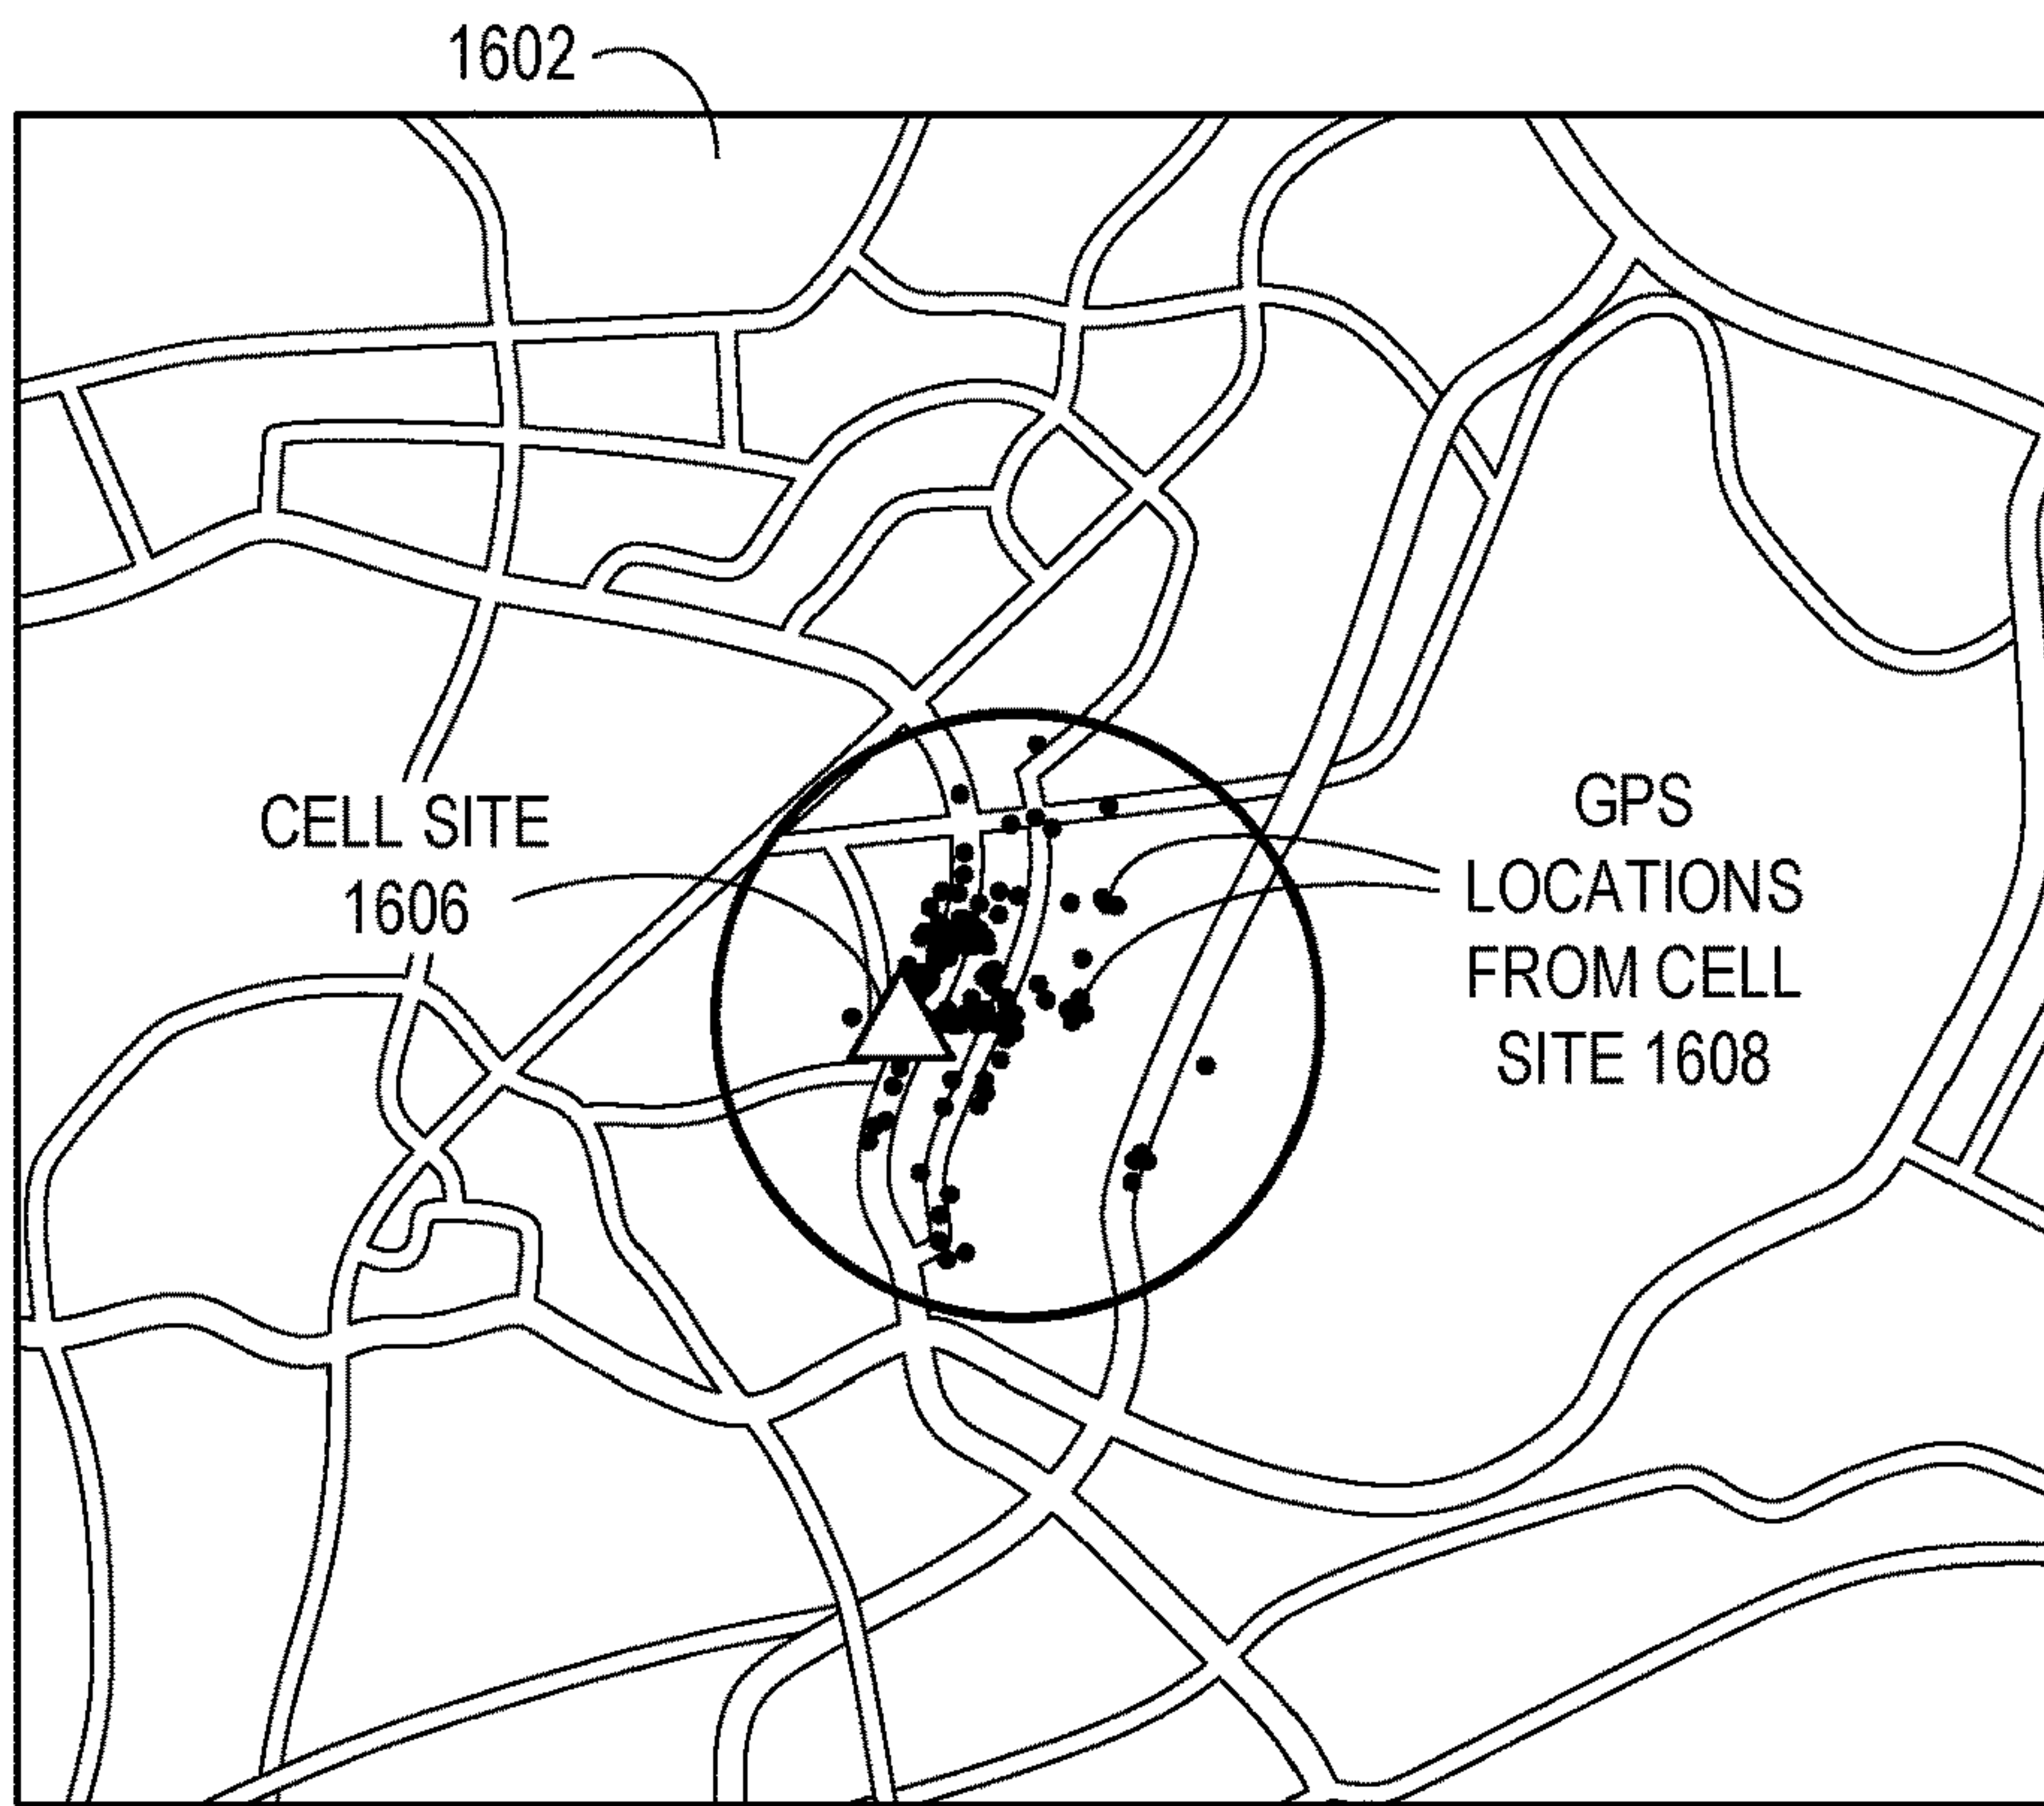 1602
CELL SITE
1606
GPS
LOCATIONS
FROM CELL
SITE 1608